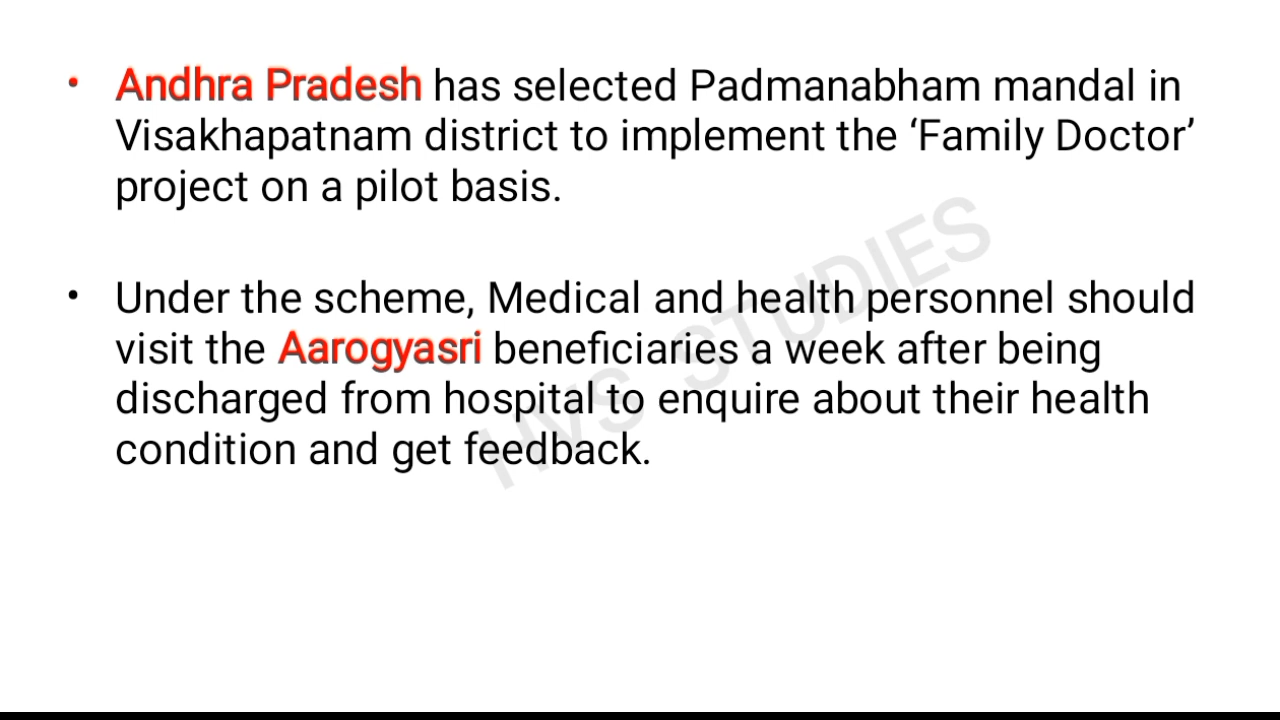 • Andhra Pradesh has selected Padmanabham mandal in
Visakhapatnam district to implement the ‘Family Doctor’
project on a pilot basis.
• Under the scheme, Medical and health personnel should
visit the Aarogyasri beneficiaries a week after being
discharged from hospital to enquire about their health
condition and get feedback.
HVS STUDIES